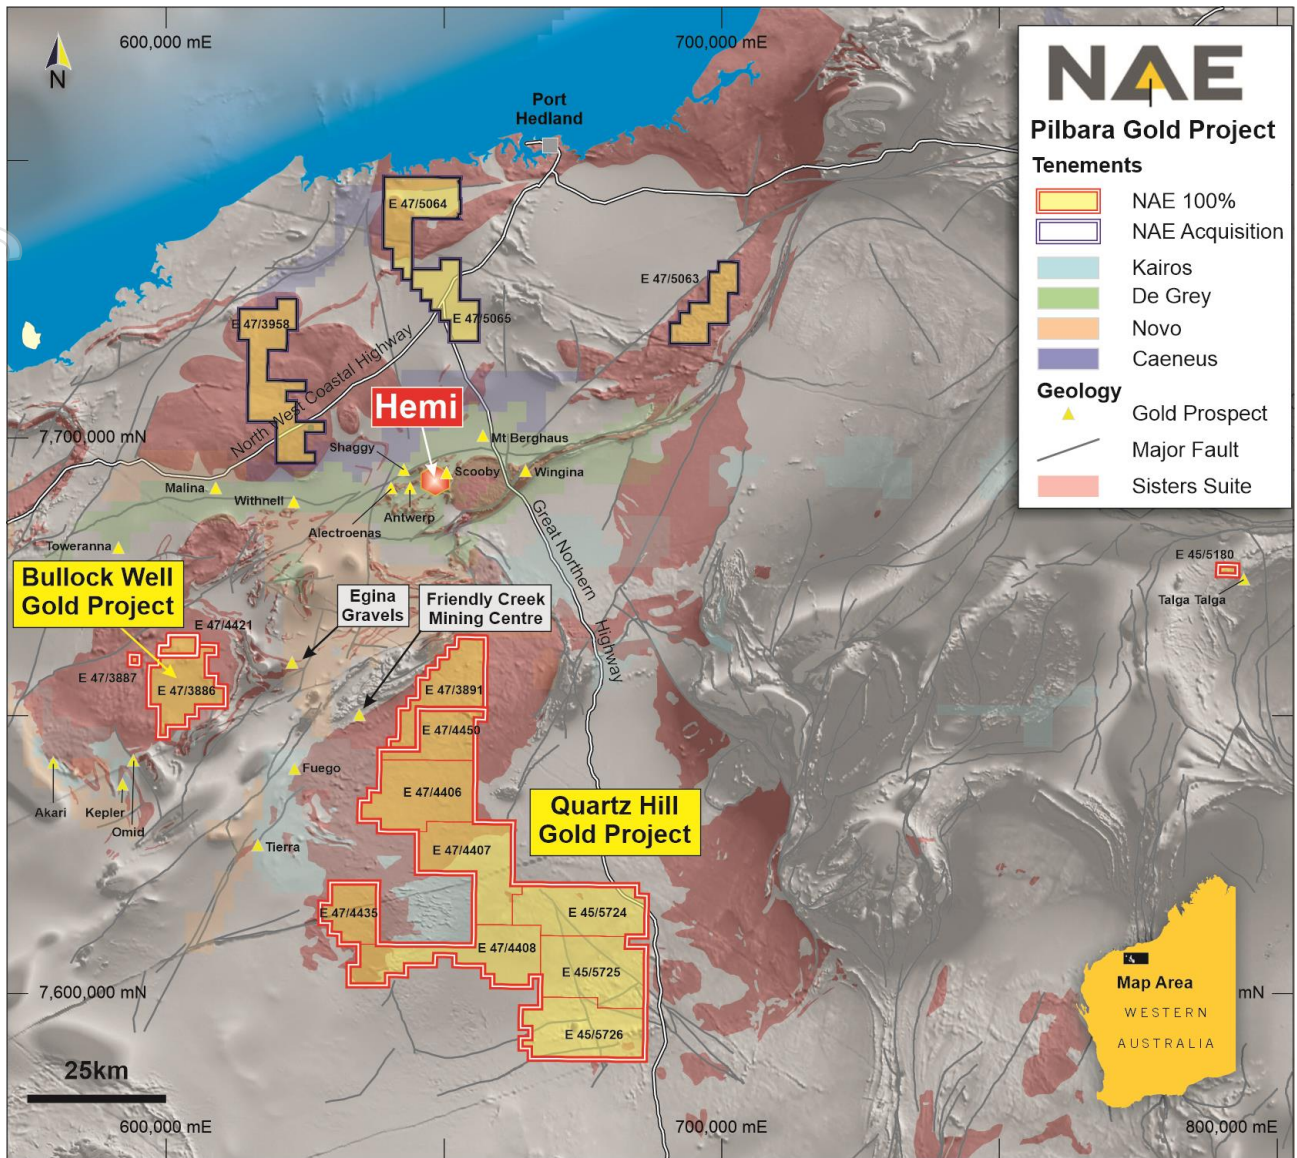 600,000 mE
700,000 mE
N
Port
Hedland
NAE
Pilbara Gold Project
Tenements
NAE 100%
NAE Acquisition
Kairos
De Grey
Novo
Caeneus
Geology
Gold Prospect
Major Fault
Sisters Suite
E 47/5064
E 47/5063
E 47/3958
E 47/5065
North West Coastal Highway
Hemi
7,700,000 mN
Mt Berghaus
Shaggy
Scooby
Wingina
Malina
Withnell
Antwerp
Alectroenas
Great Northern Highway
Toweranna
E 45/5180
Talga Talga
Bullock Well
Gold Project
Egina
Gravels
Friendly Creek
Mining Centre
E 47/4421
E 47/3887
E 47/3886
E 47/3891
E 47/4450
Fuego
E 47/4406
Akari
Kepler
Omid
Quartz Hill
Gold Project
Tierra
E 47/4407
E 47/4435
E 45/5724
E 47/4408
E 45/5725
7,600,000 mN
mN
Map Area
WESTERN
AUSTRALIA
E 45/5726
25km
600,000 mE
700,000 mE
800,000 mE